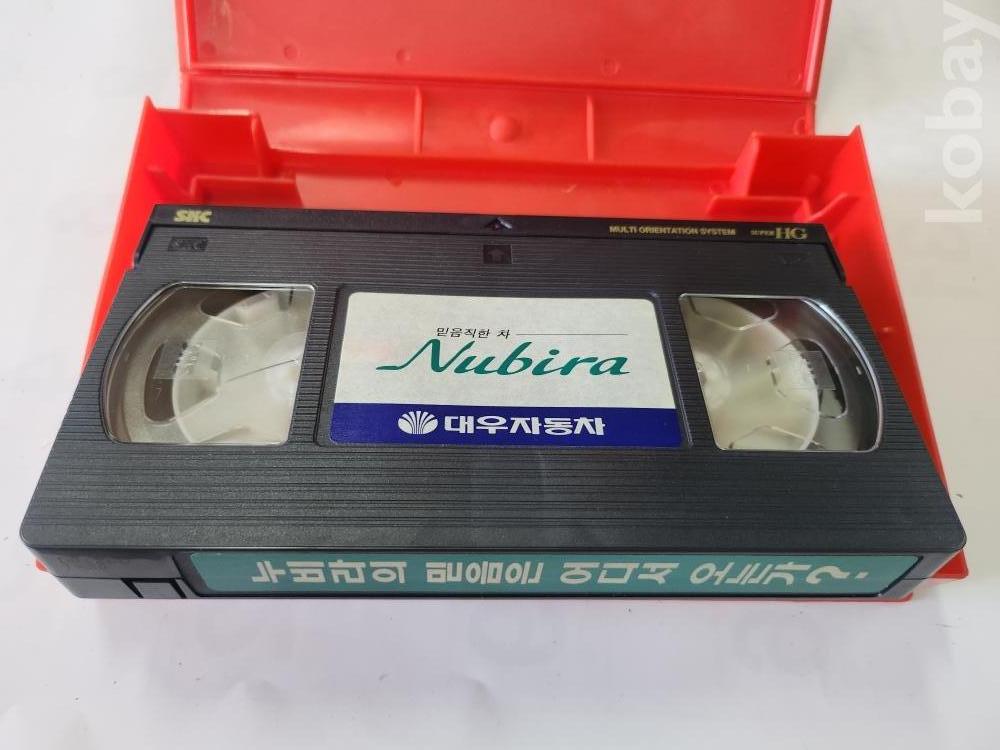 SKC
MULTI ORIENTATION SYSTEM SUPER HG
SKC
믿음직한 차
Nubira
대우자동차
누비라의 믿음은 어디서 오는가?
kobay